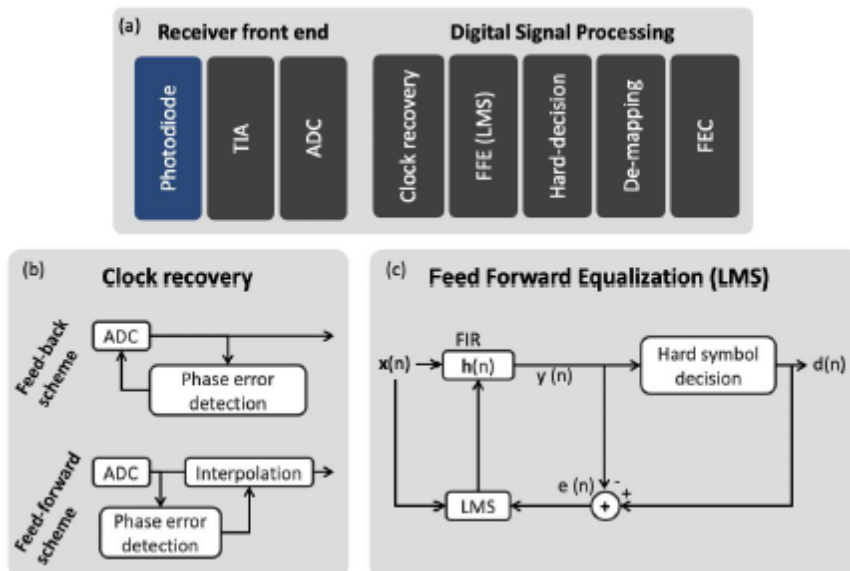 (a) Receiver front end Digital Signal Processing
Photodiode
TIA
ADC
Clock recovery
FFE (LMS)
Hard-decision
De-mapping
FEC
(b) Clock recovery
Feed-back
scheme
ADC
Phase error
detection
Feed-forward
scheme
ADC
Interpolation
Phase error
detection
(c) Feed Forward Equalization (LMS)
FIR
x(n)
h(n)
y (n)
Hard symbol
decision
d(n)
e (n)
-
+
LMS
+